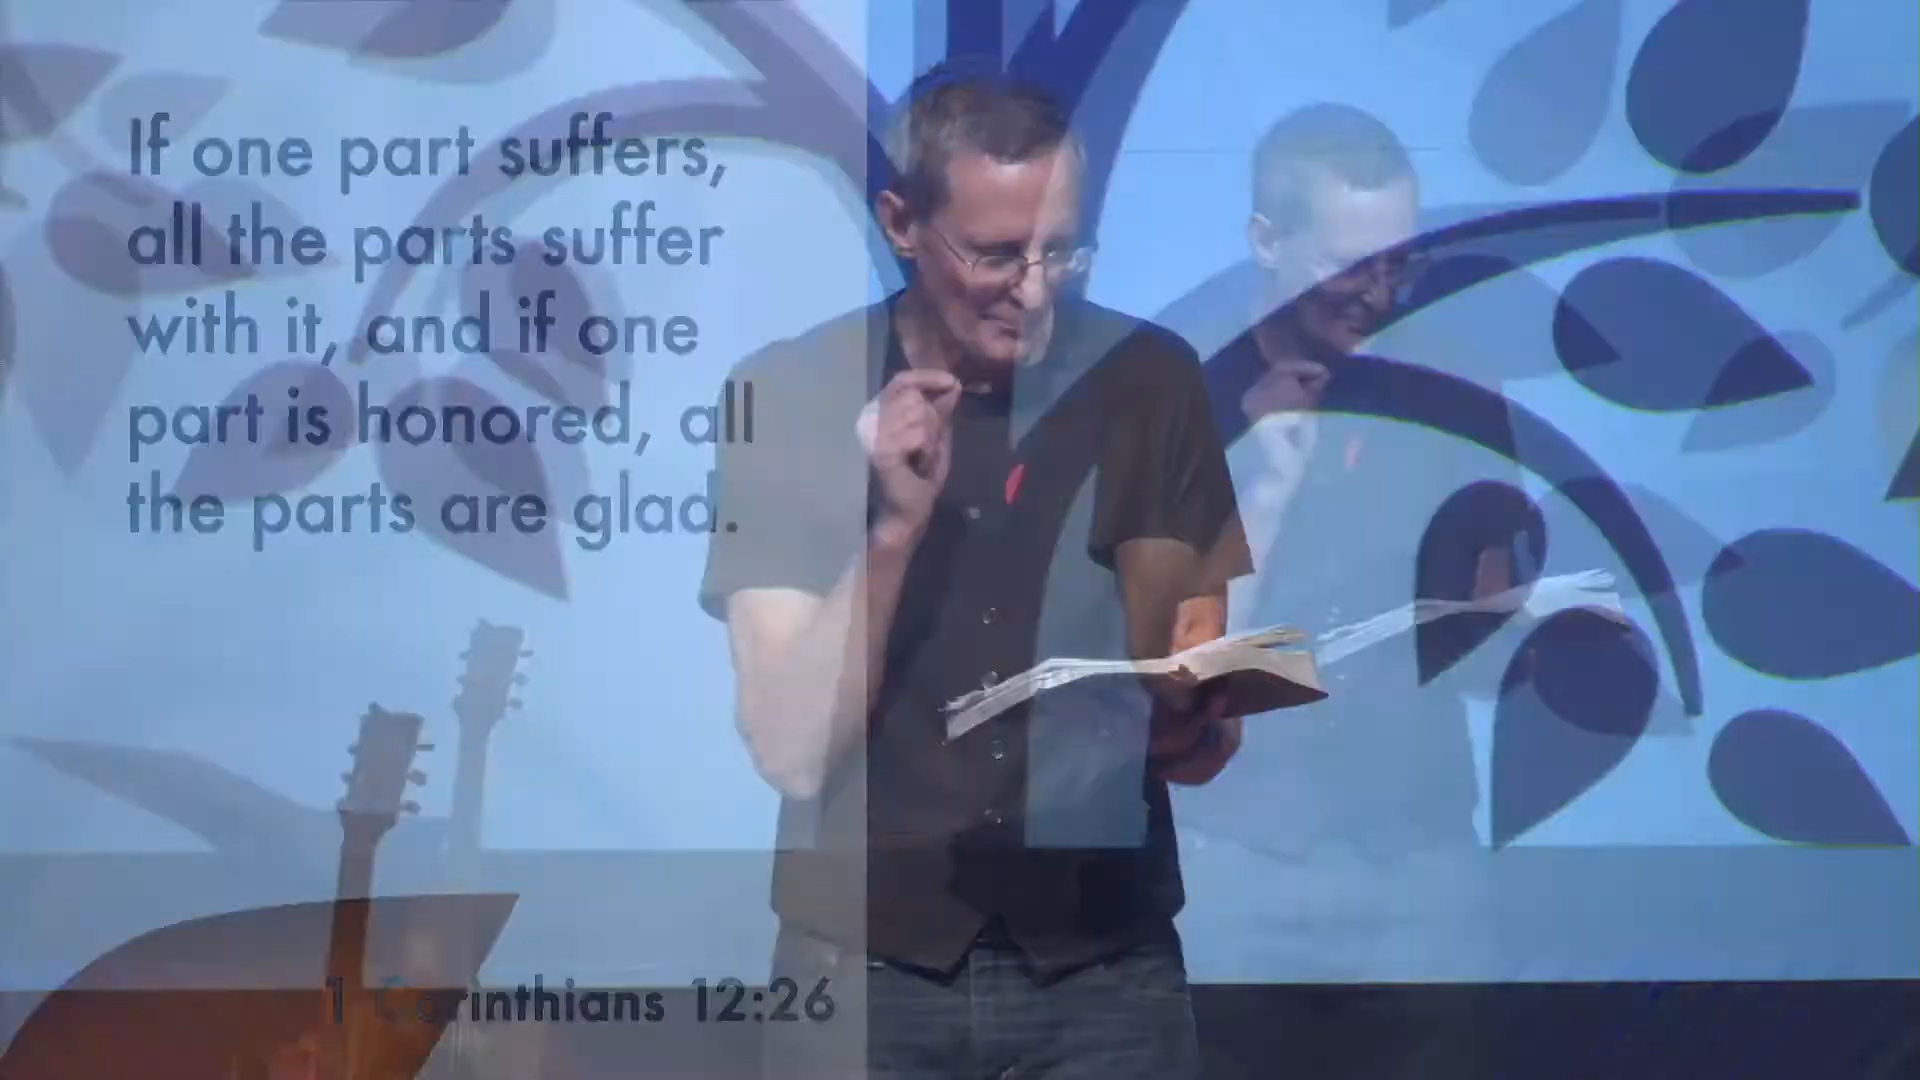 If one part suffers,
all the parts suffer
with it, and if one
part is honored, all
the parts are glad.
1 Corinthians 12:26